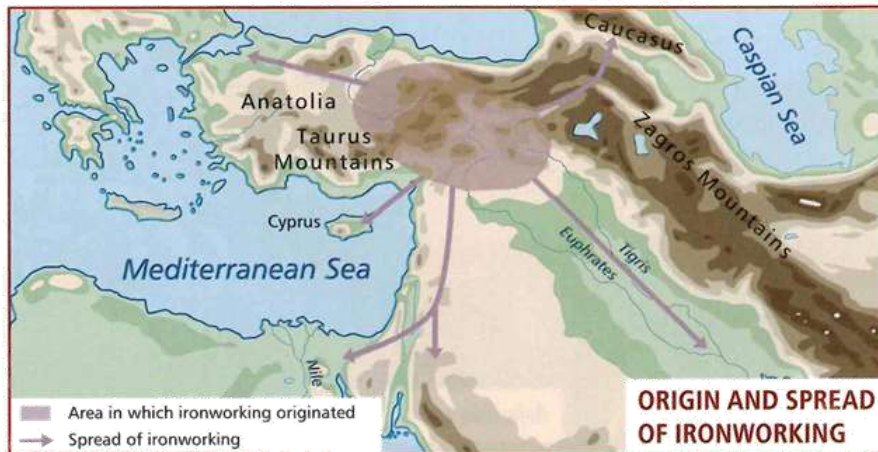 Caucasus
Caspian Sea
Anatolia
Taurus
Mountains
Zagros Mountains
Cyprus
Tigris
Euphrates
Mediterranean Sea
Nile
Area in which ironworking originated
Spread of ironworking
ORIGIN AND SPREAD
OF IRONWORKING